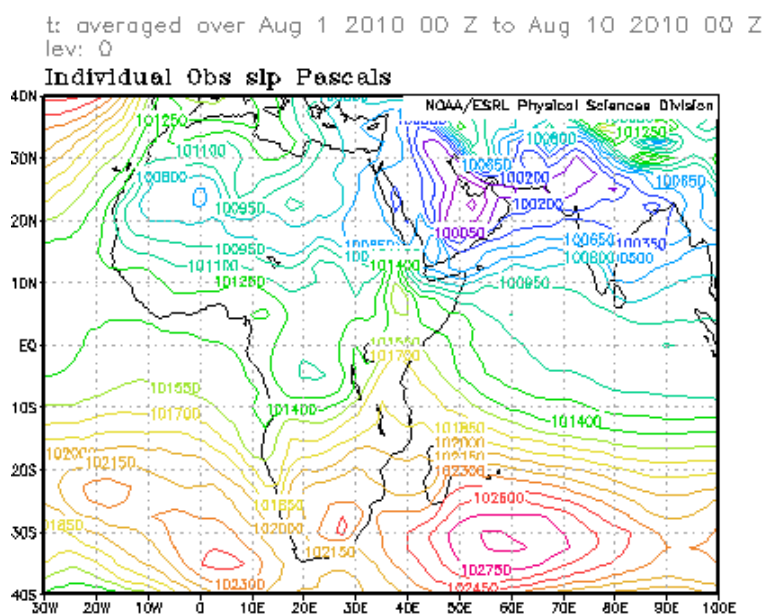 t: averaged over Aug 1 2010 00 Z to Aug 10 2010 00 Z
lev: 0
Individual Obs slp Pascals
NOAA/ESRL Physical Sciences Division
40N
101250
100800
101250
30N
101100
100650
100200
100650
100800
100950
100200
20N
100050
100950
100650
100350
101100
100800
101400
10N
101250
100950
EQ
101700
101550
10S
101700
101400
101850
101400
102000
20S
102000
102150
102150
102300
101850
102600
101850
102000
30S
102150
102750
102300
102450
40S
30W
20W
10W
0
10E
20E
30E
40E
50E
60E
70E
80E
90E
100E